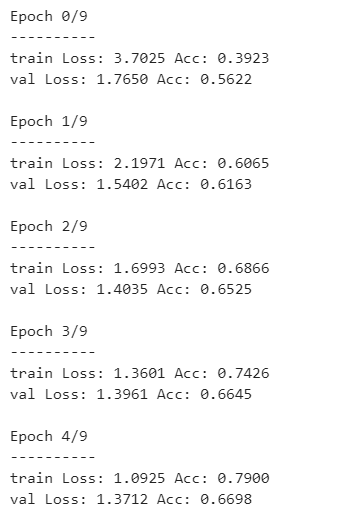 Epoch 0/9
----------
train Loss: 3.7025 Acc: 0.3923
val Loss: 1.7650 Acc: 0.5622

Epoch 1/9
----------
train Loss: 2.1971 Acc: 0.6065
val Loss: 1.5402 Acc: 0.6163

Epoch 2/9
----------
train Loss: 1.6993 Acc: 0.6866
val Loss: 1.4035 Acc: 0.6525

Epoch 3/9
----------
train Loss: 1.3601 Acc: 0.7426
val Loss: 1.3961 Acc: 0.6645

Epoch 4/9
----------
train Loss: 1.0925 Acc: 0.7900
val Loss: 1.3712 Acc: 0.6698